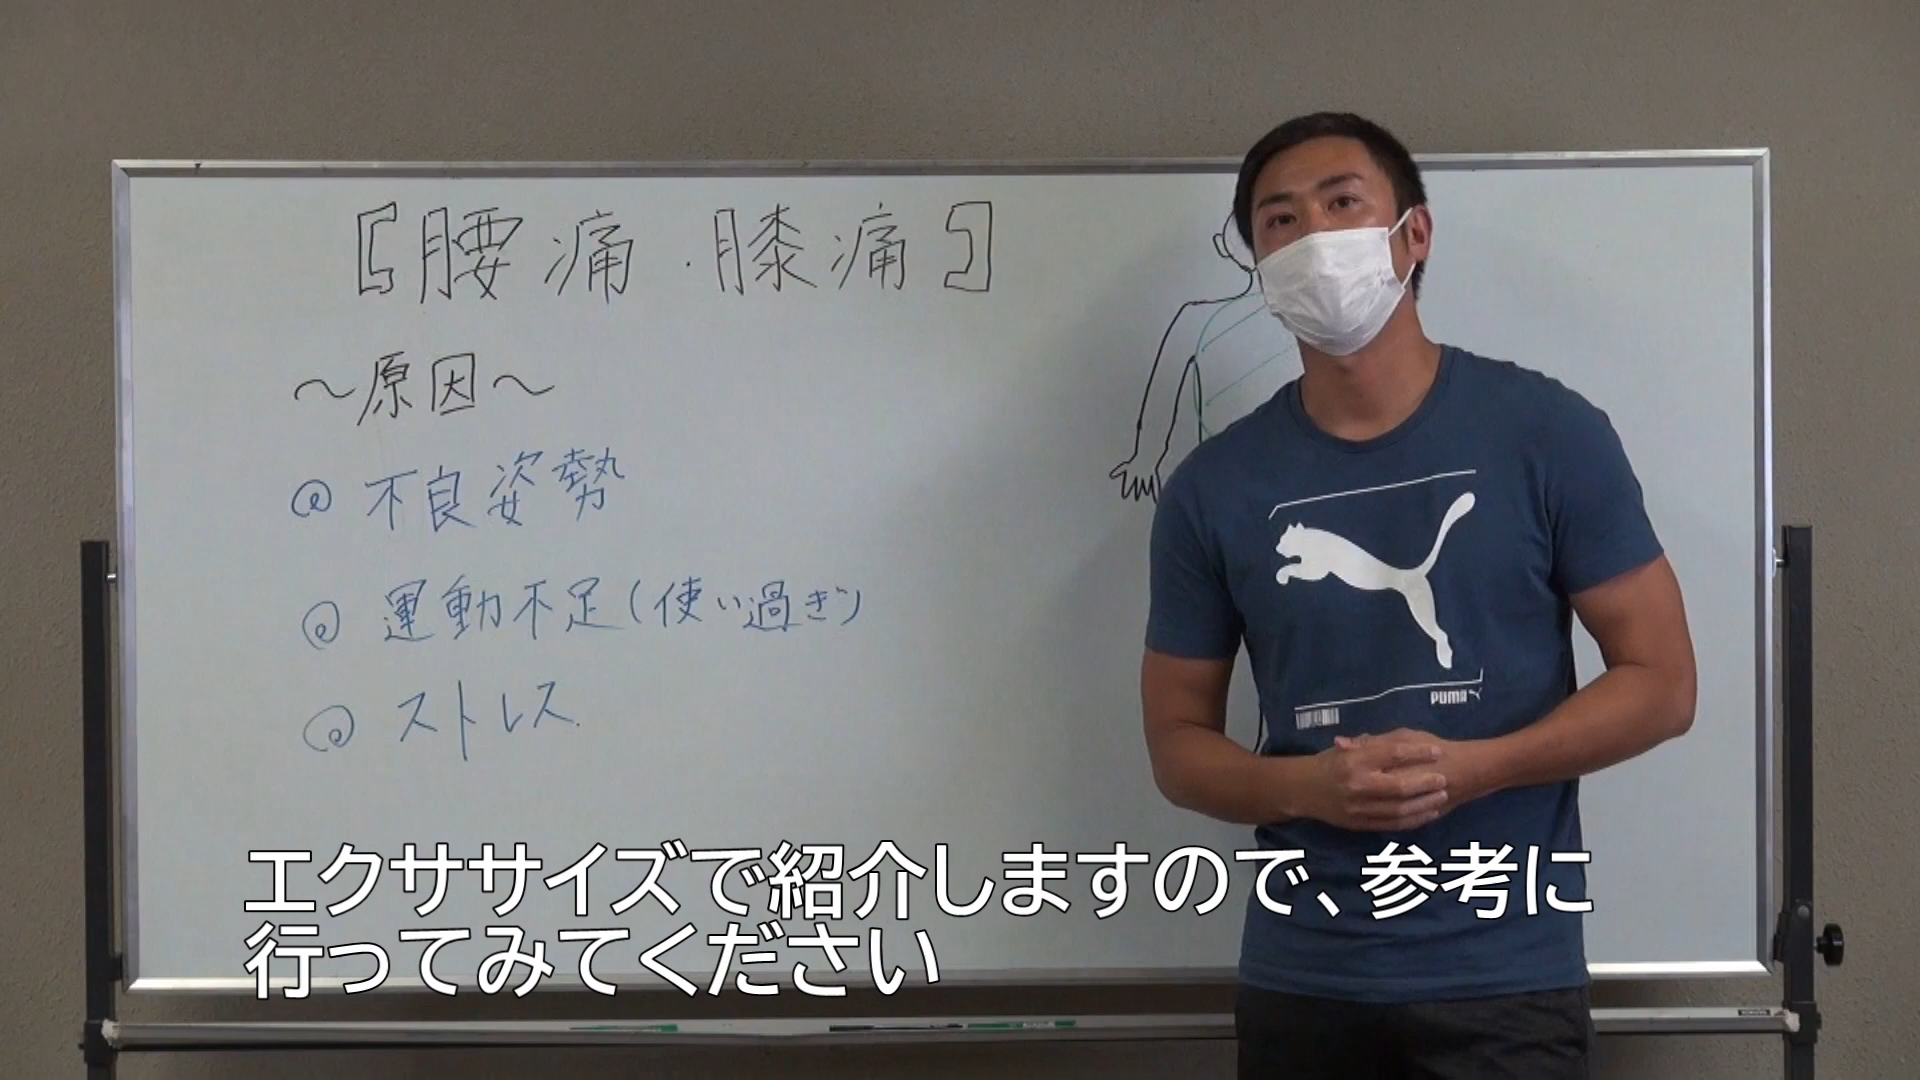 【腰痛・膝痛】
〜原因〜
◎ 不良姿勢
◎ 運動不足(使い過ぎ)
◎ ストレス
PUMA
エクササイズで紹介しますので、参考に
行ってみてください